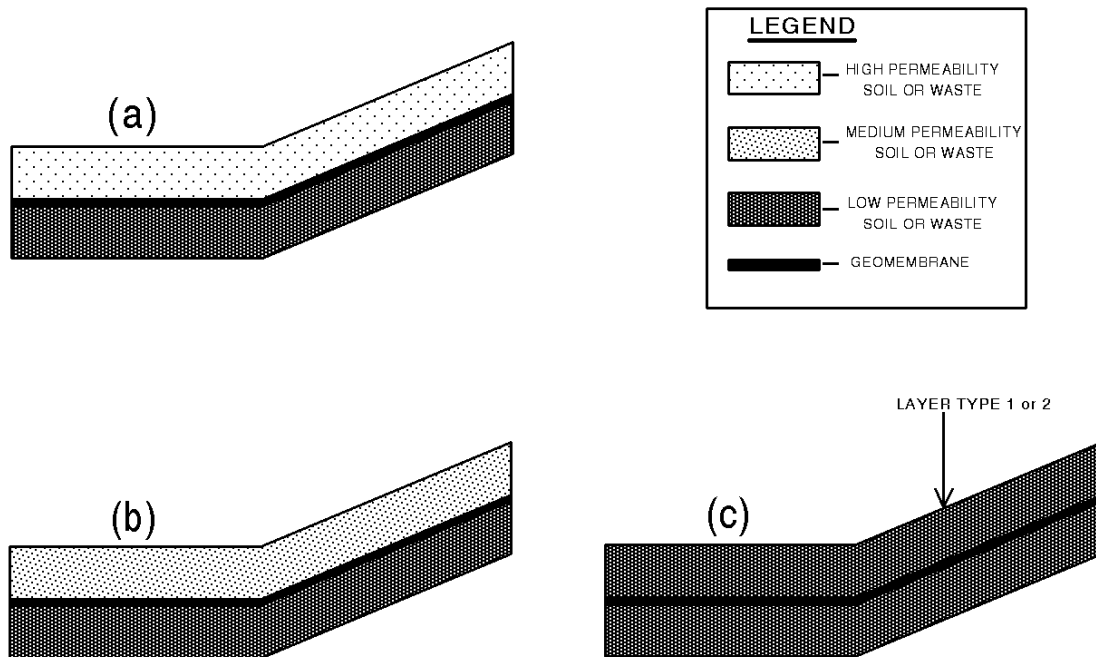 (a)
LEGEND
HIGH PERMEABILITY
SOIL OR WASTE
MEDIUM PERMEABILITY
SOIL OR WASTE
LOW PERMEABILITY
SOIL OR WASTE
GEOMEMBRANE
(b)
LAYER TYPE 1 or 2
(c)